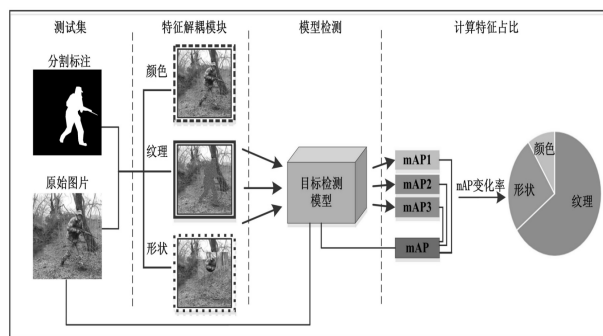 测试集
特征解耦模块
模型检测
计算特征占比
分割标注
原始图片
颜色
纹理
形状
目标检测
模型
mAP1
mAP2
mAP3
mAP
mAP变化率
颜色
形状
纹理